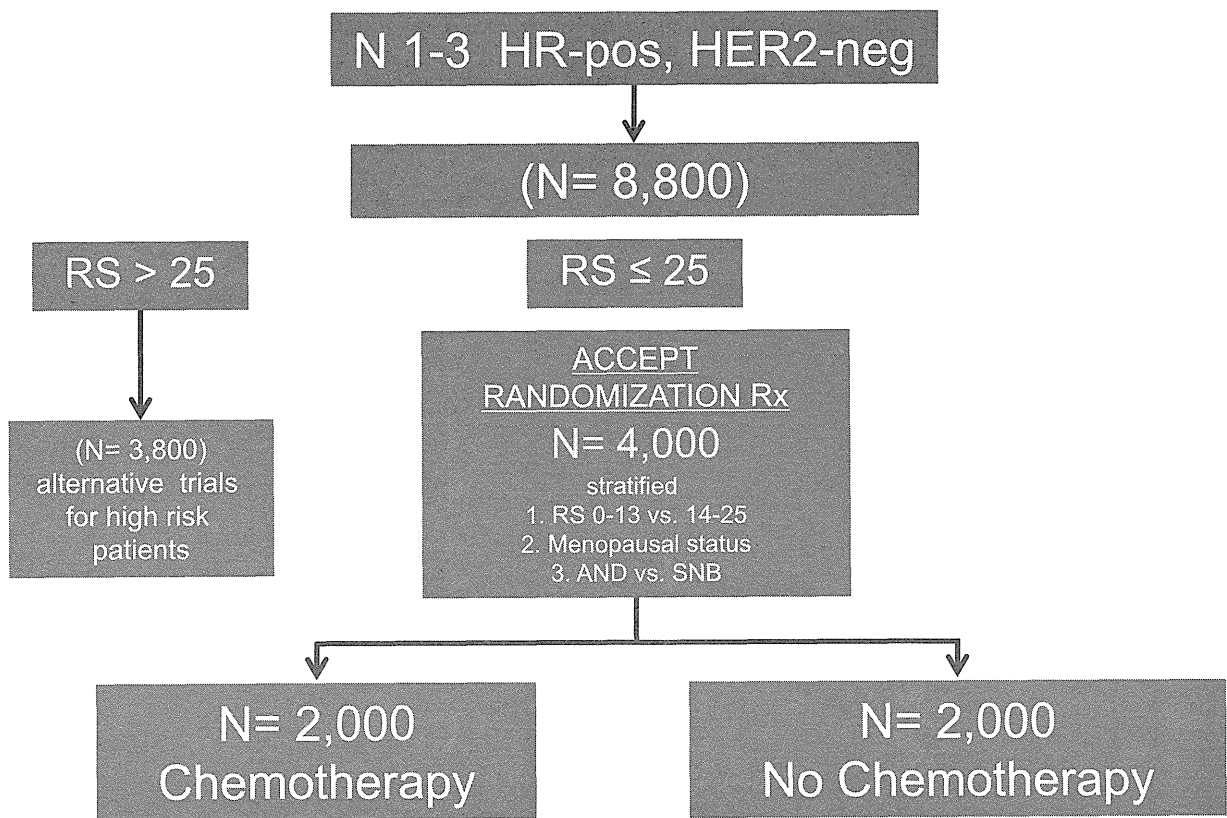 N 1-3 HR-pos, HER2-neg
(N= 8,800)
RS > 25
RS ≤ 25
(N= 3,800)
alternative trials
for high risk
patients
ACCEPT
RANDOMIZATION Rx
N= 4,000
stratified
1. RS 0-13 vs. 14-25
2. Menopausal status
3. AND vs. SNB
N= 2,000
Chemotherapy
N= 2,000
No Chemotherapy